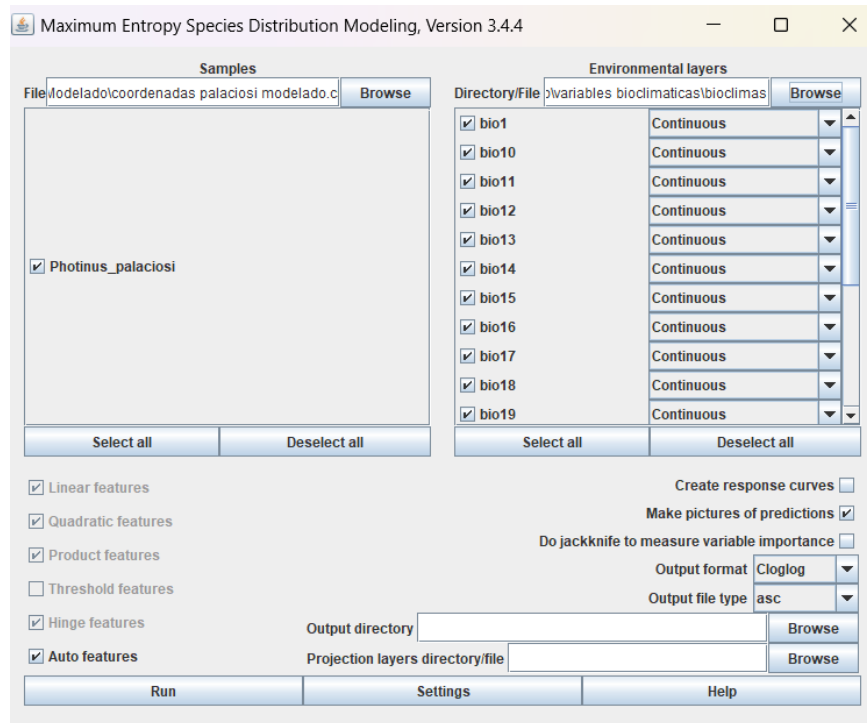 Maximum Entropy Species Distribution Modeling, Version 3.4.4
Samples
Environmental layers
File Modelado\coordenadas palaciosi modelado.c Browse
Directory/File \variables bioclimaticas\bioclimas Browse
bio1 Continuous
bio10 Continuous
bio11 Continuous
bio12 Continuous
bio13 Continuous
Photinus_palaciosi
bio14 Continuous
bio15 Continuous
bio16 Continuous
bio17 Continuous
bio18 Continuous
bio19 Continuous
Select all Deselect all
Select all Deselect all
Linear features
Quadratic features
Product features
Threshold features
Hinge features
Auto features
Create response curves
Make pictures of predictions
Do jackknife to measure variable importance
Output format Cloglog
Output file type asc
Output directory Browse
Projection layers directory/file Browse
Run Settings Help